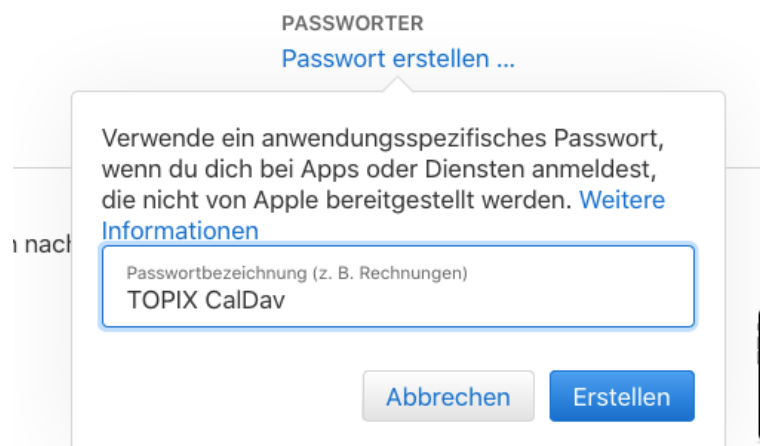 PASSWORTER
Passwort erstellen ...
Verwende ein anwendungsspezifisches Passwort,
wenn du dich bei Apps oder Diensten anmeldest,
die nicht von Apple bereitgestellt werden. Weitere
Informationen
nach
Passwortbezeichnung (z. B. Rechnungen)
TOPIX CalDav
Abbrechen
Erstellen